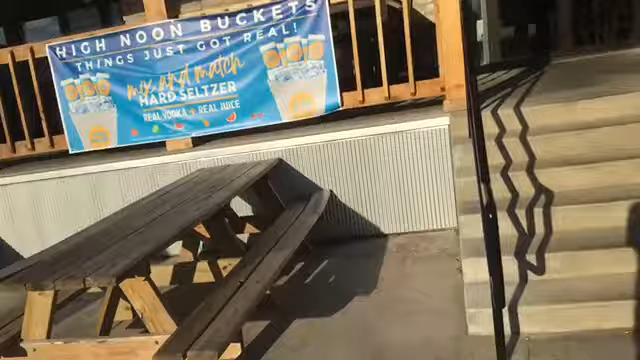 HIGH NOON BUCKETS
THINGS JUST GOT REAL!
mix and match
HARD SELTZER
REAL VODKA + REAL JUICE